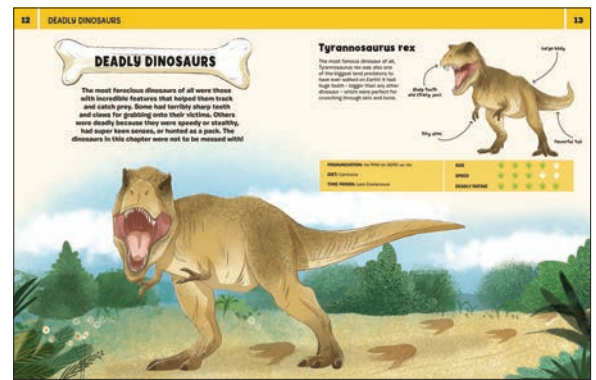 12 DEADLY DINOSAURS
13
DEADLY DINOSAURS
The most ferocious dinosaurs of all were those
with incredible features that helped them track
and catch prey. Some had terribly sharp teeth
and claws for grabbing onto their victims. Others
were deadly because they were speedy or stealthy,
had super keen senses, or hunted as a pack. The
dinosaurs in this chapter were not to be messed with!
Tyrannosaurus rex
The most famous dinosaur of all,
Tyrannosaurus rex was also one
of the biggest land predators to
have ever walked on Earth! It had
huge teeth – bigger than any other
dinosaur – which were perfect for
crunching through skin and bone.
Large body
Sharp teeth
Tiny arms
Powerful tail
PRONUNCIATION:
DIET: Carnivore
TIME PERIOD: Late Cretaceous
SIZE
SPEED
DEADLY RATING